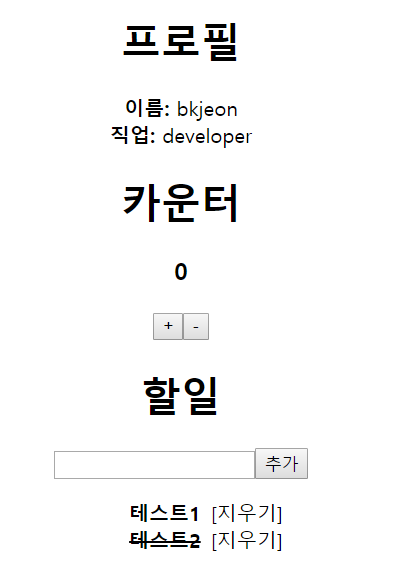 프로필
이름: bkjeon
직업: developer
카운터
0
+ -
할일
추가
테스트1 [지우기]
테스트2 [지우기]